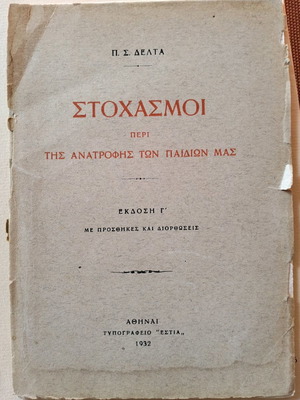 Π. Σ. ΔΕΛΤΑ
ΣΤΟΧΑΣΜΟΙ
ΠΕΡΙ
ΤΗΣ ΑΝΑΤΡΟΦΗΣ ΤΩΝ ΠΑΙΔΙΩΝ ΜΑΣ
ΕΚΔΟΣΗ Γ΄
ΜΕ ΠΡΟΣΘΗΚΕΣ ΚΑΙ ΔΙΟΡΘΩΣΕΙΣ
ΑΘΗΝΑΙ
ΤΥΠΟΓΡΑΦΕΙΟ "ΕΣΤΙΑ"
1932